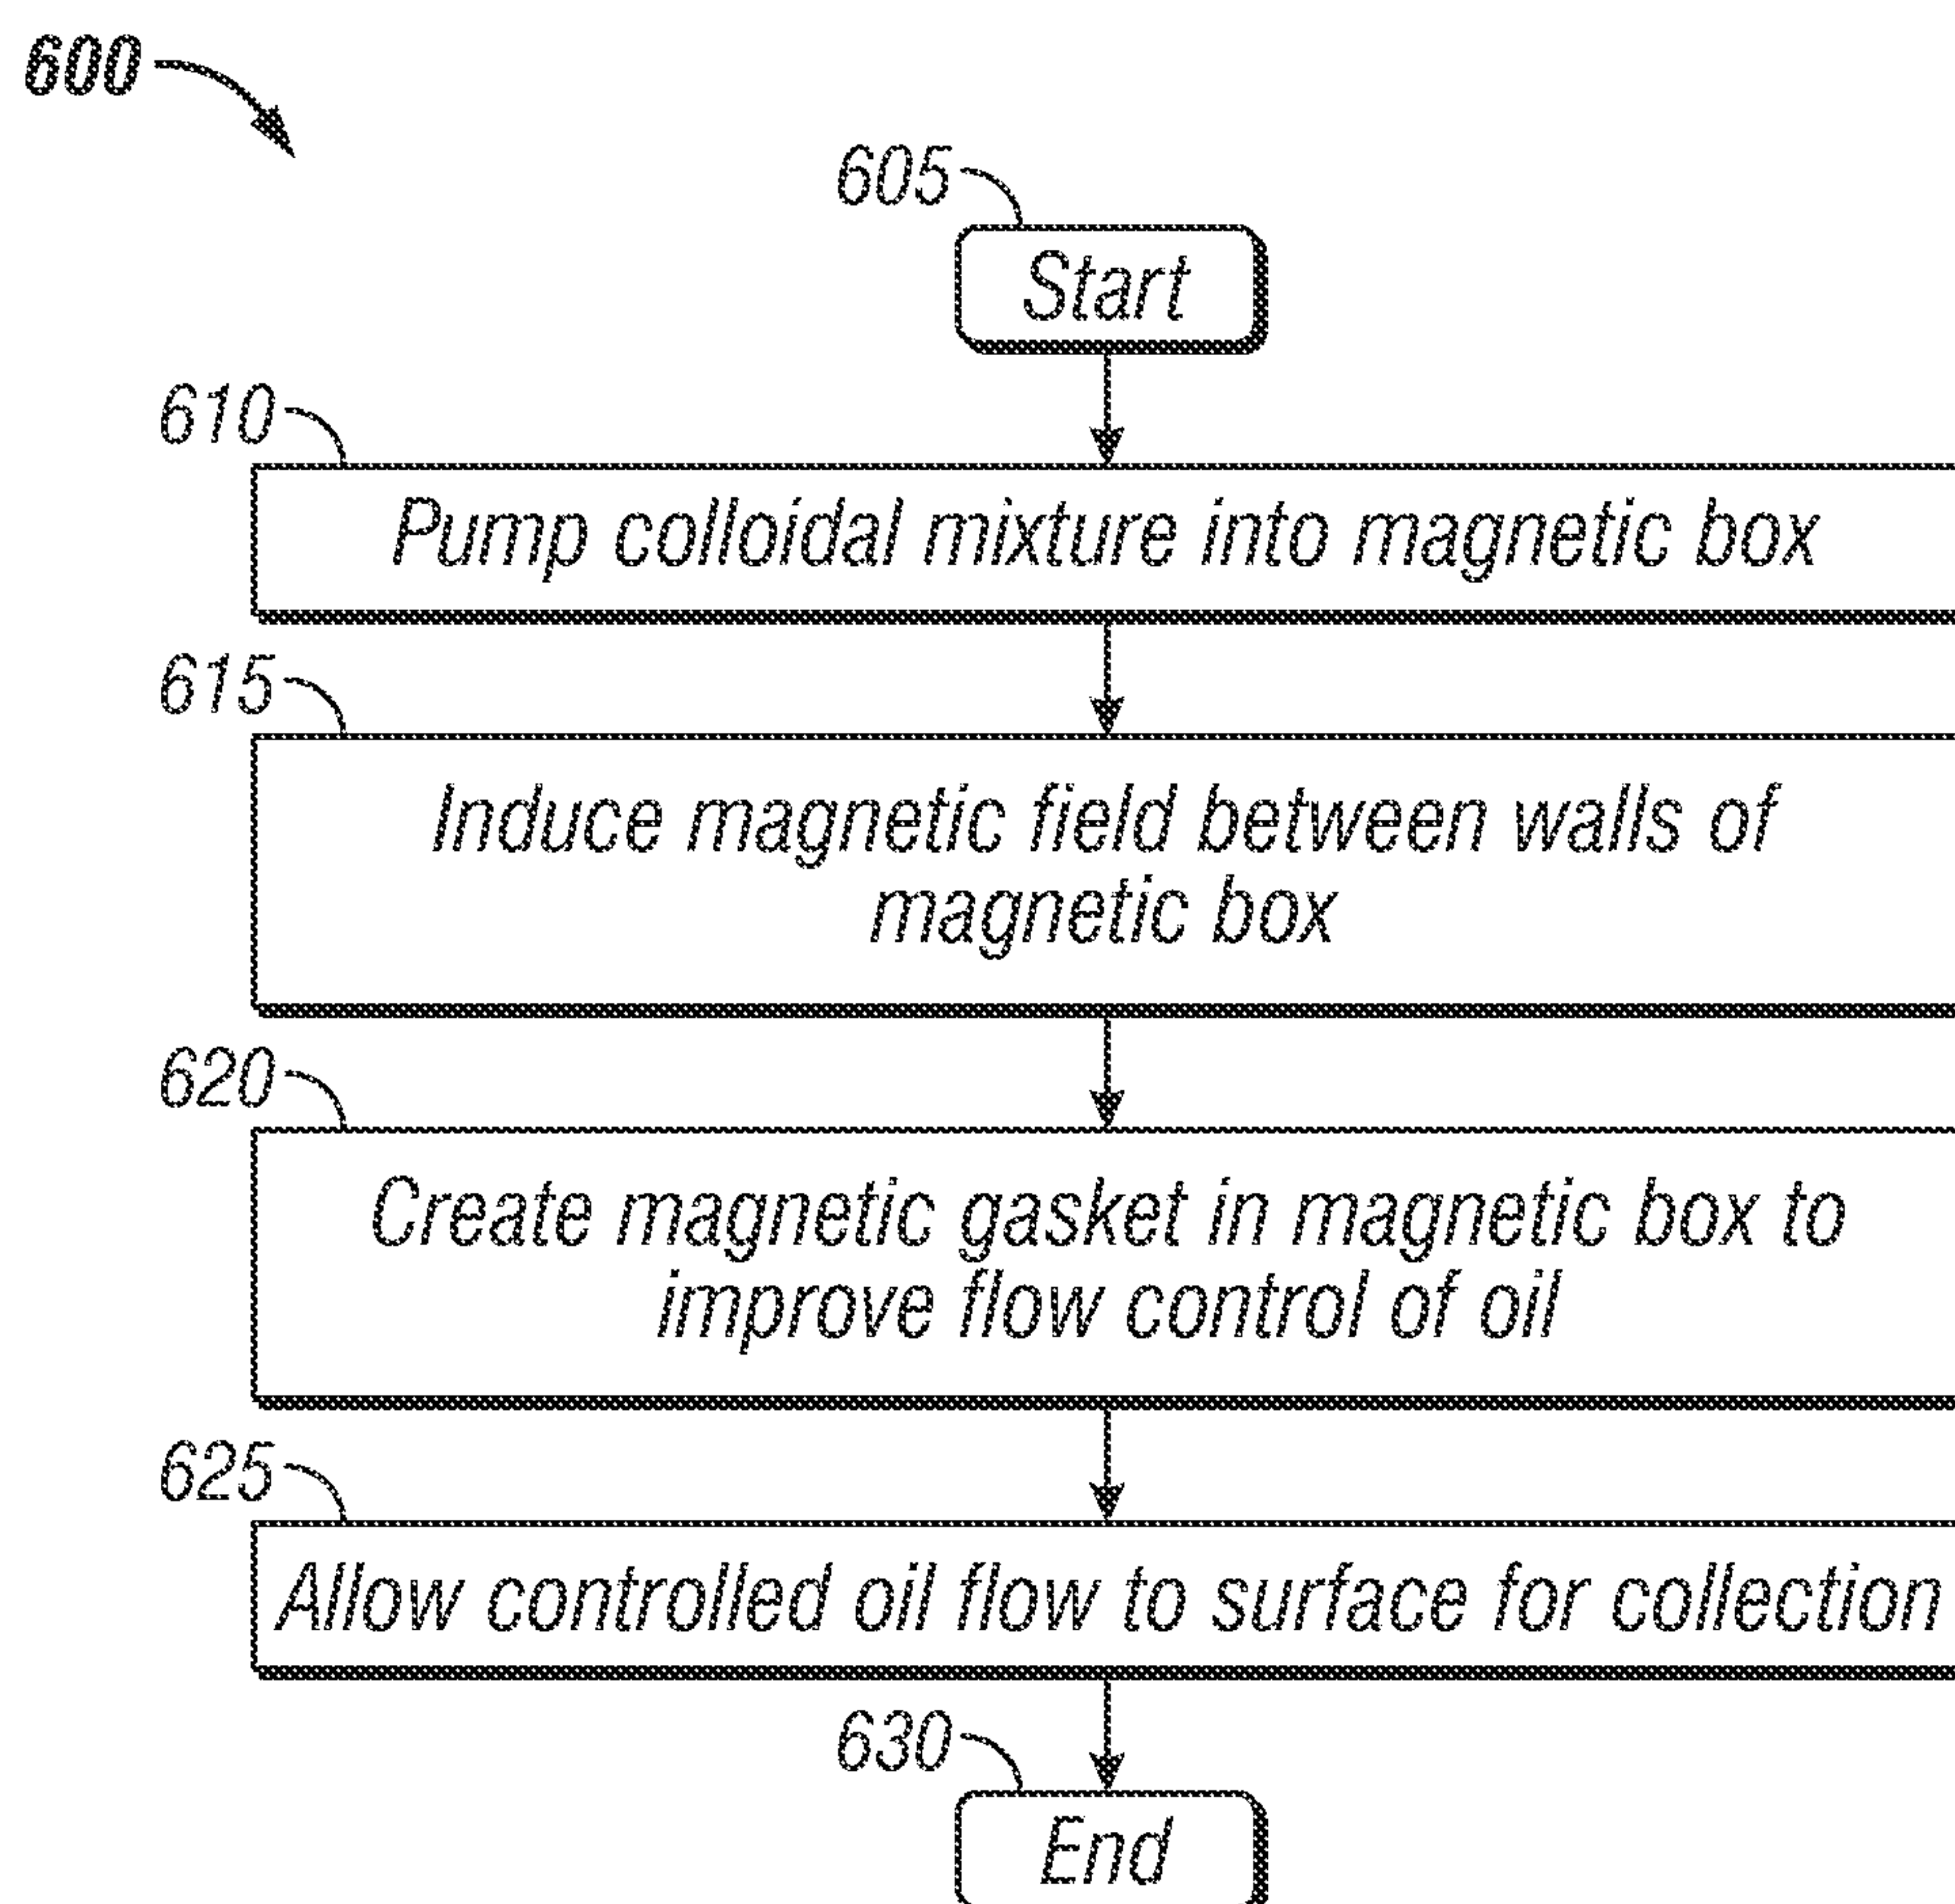 600
605
Start
610
Pump colloidal mixture into magnetic box
615
Induce magnetic field between walls of
magnetic box
620
Create magnetic gasket in magnetic box to
improve flow control of oil
625
Allow controlled oil flow to surface for collection
630
End